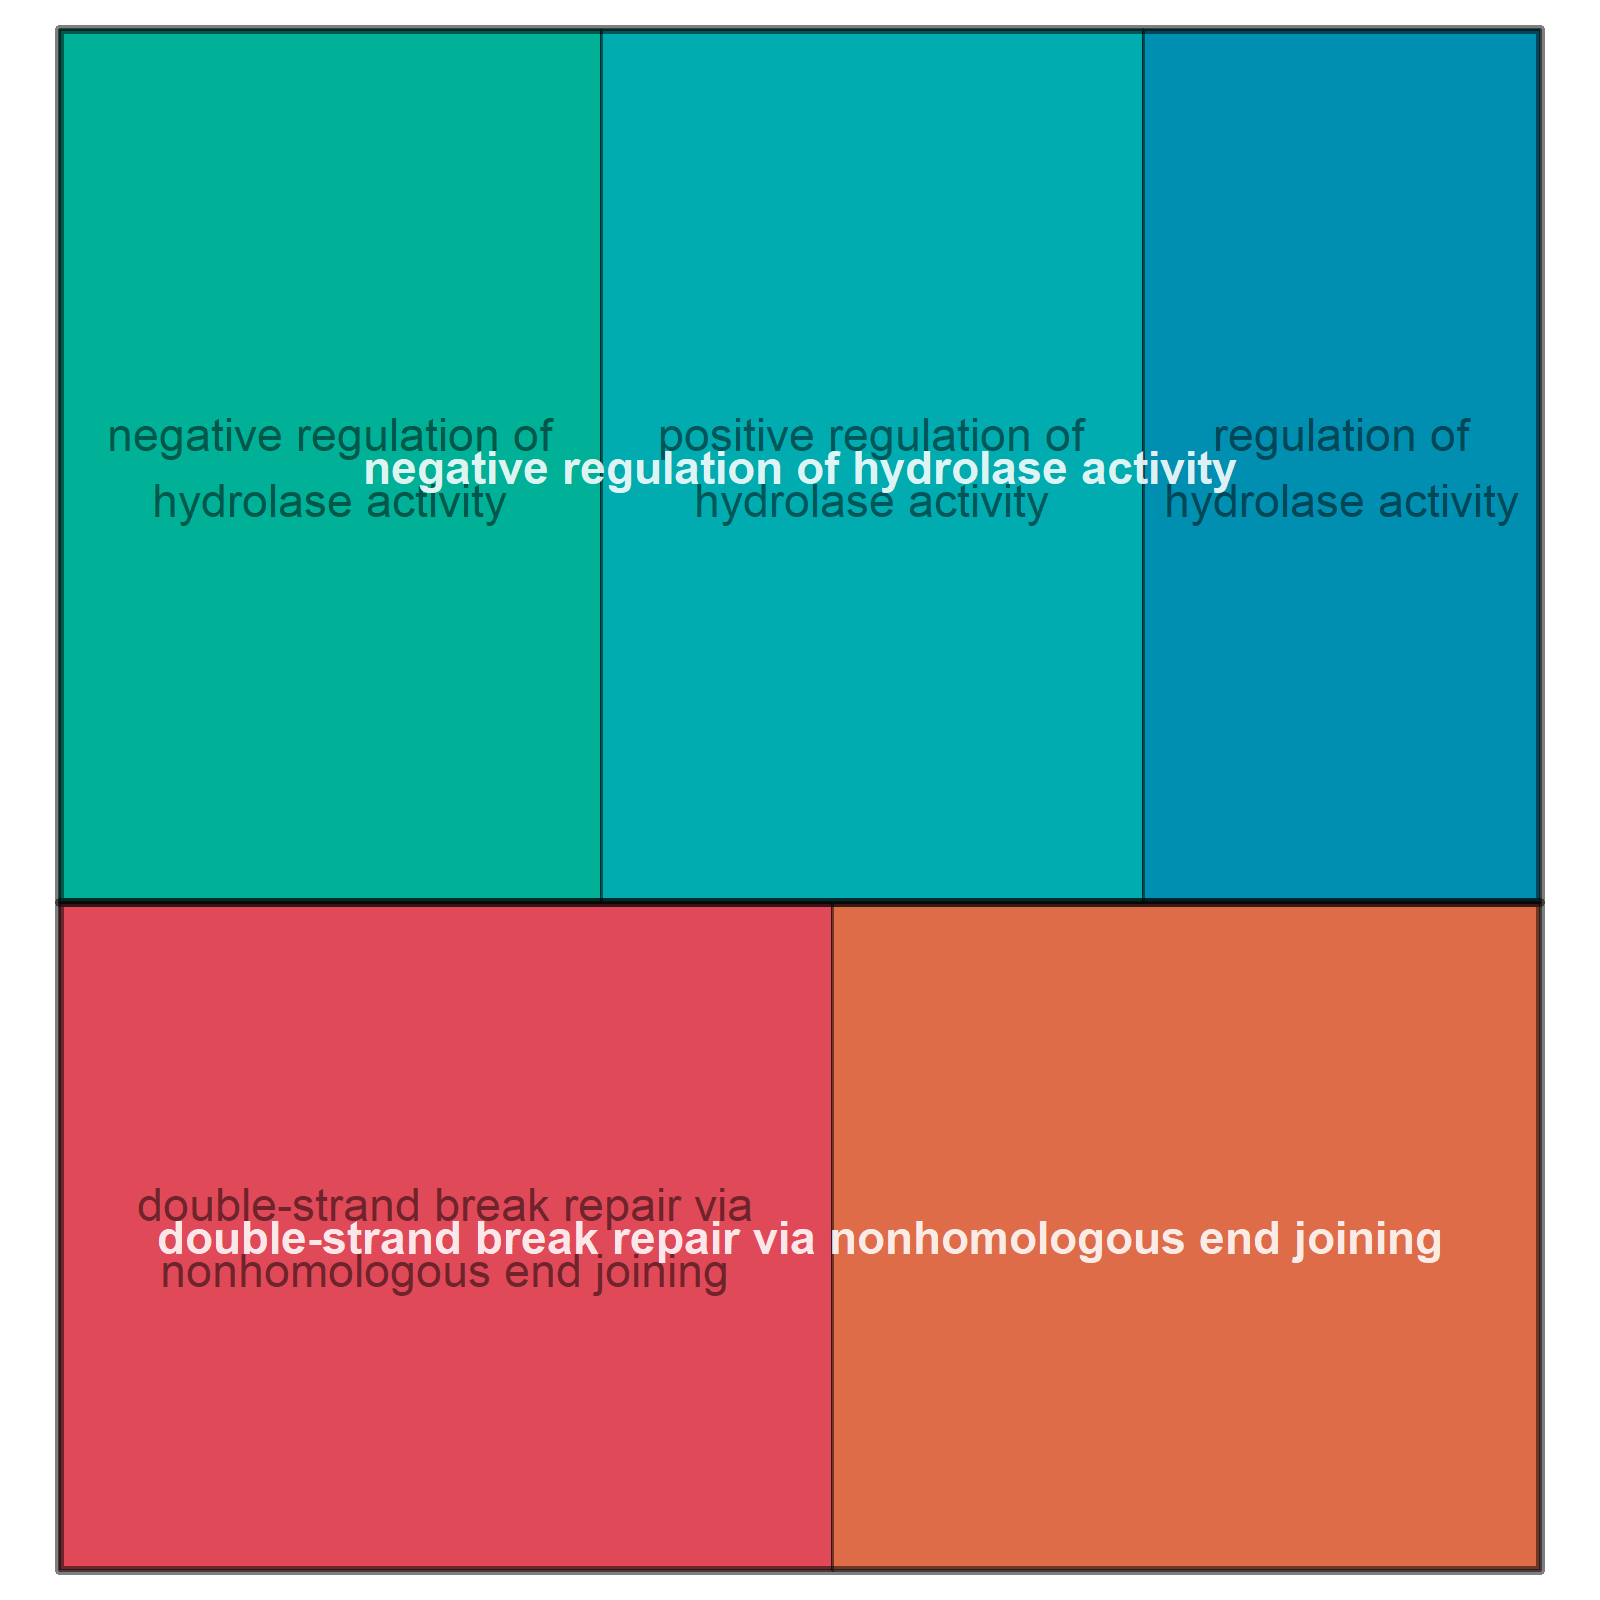 negative regulation of
hydrolase activity
positive regulation of
hydrolase activity
regulation of
hydrolase activity
negative regulation of hydrolase activity
double-strand break repair via
nonhomologous end joining
double-strand break repair via nonhomologous end joining